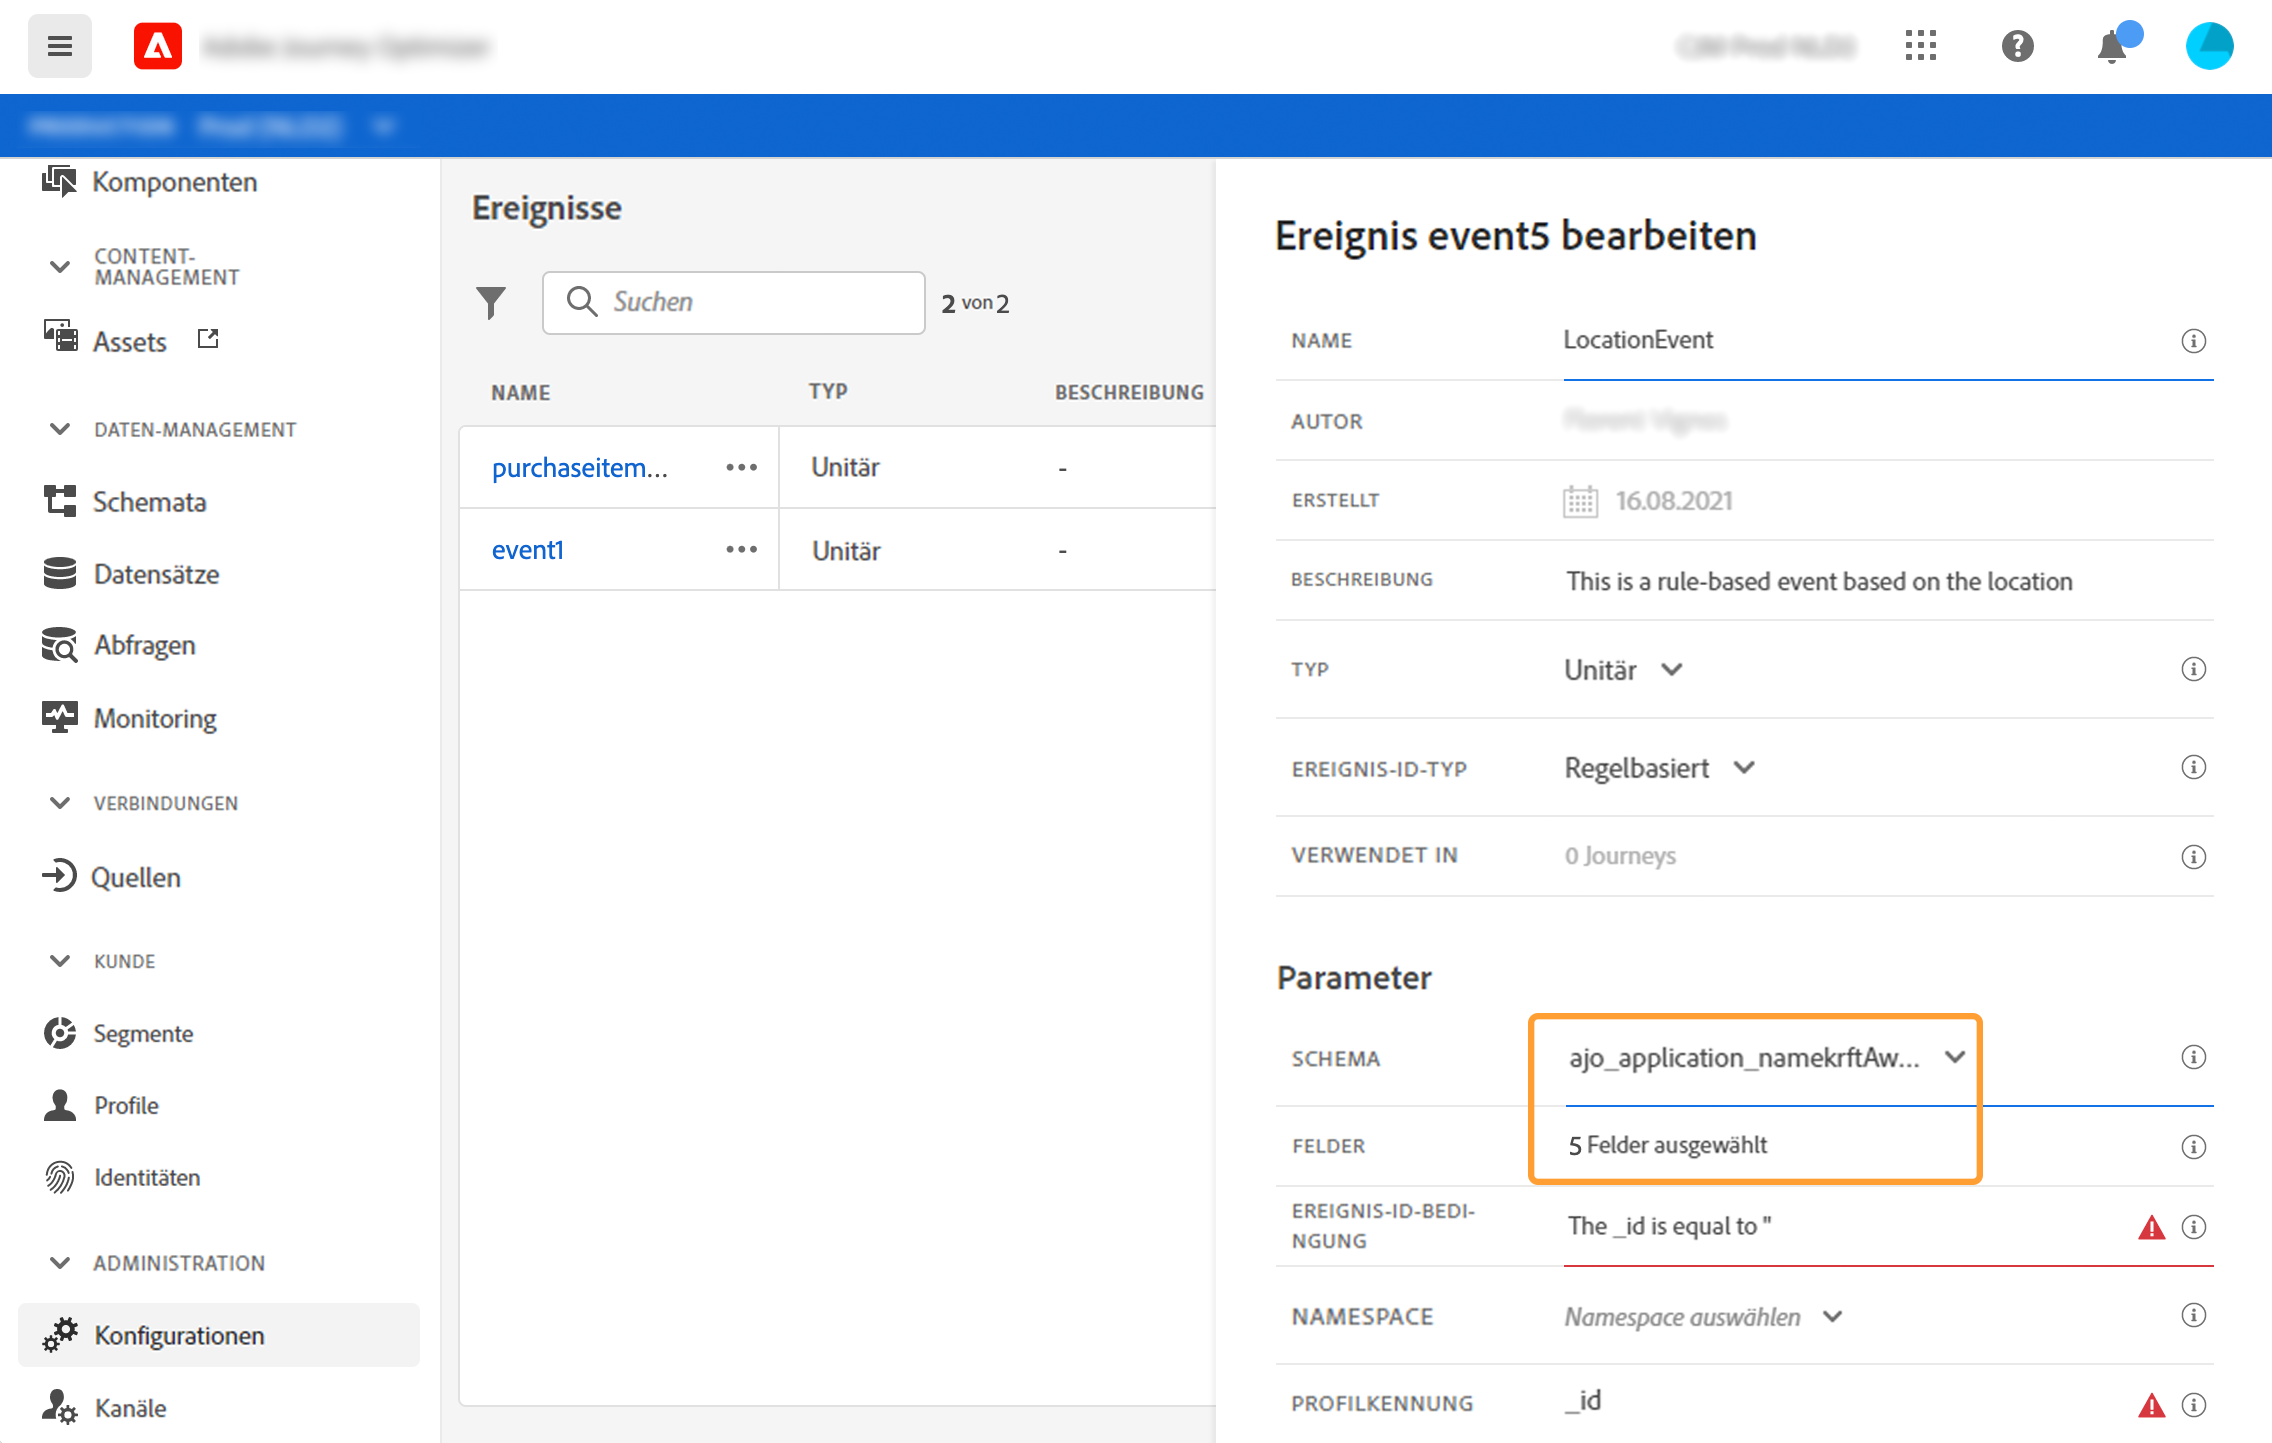 Komponenten
CONTENT-
MANAGEMENT
Assets
DATEN-MANAGEMENT
Schemata
Datensätze
Abfragen
Monitoring
VERBINDUNGEN
Quellen
KUNDE
Segmente
Profile
Identitäten
ADMINISTRATION
Konfigurationen
Kanäle
Ereignisse
Suchen
2 von 2
NAME TYP BESCHREIBUNG
purchaseitem... Unitär -
event1 Unitär -
Ereignis event5 bearbeiten
NAME LocationEvent
AUTOR
ERSTELLT 16.08.2021
BESCHREIBUNG This is a rule-based event based on the location
TYP Unitär
EREIGNIS-ID-TYP Regelbasiert
VERWENDET IN 0 Journeys
Parameter
SCHEMA ajo_application_namekrftAw...
FELDER 5 Felder ausgewählt
EREIGNIS-ID-BEDI-
NGUNG The _id is equal to "
NAMESPACE Namespace auswählen
PROFILKENNUNG _id